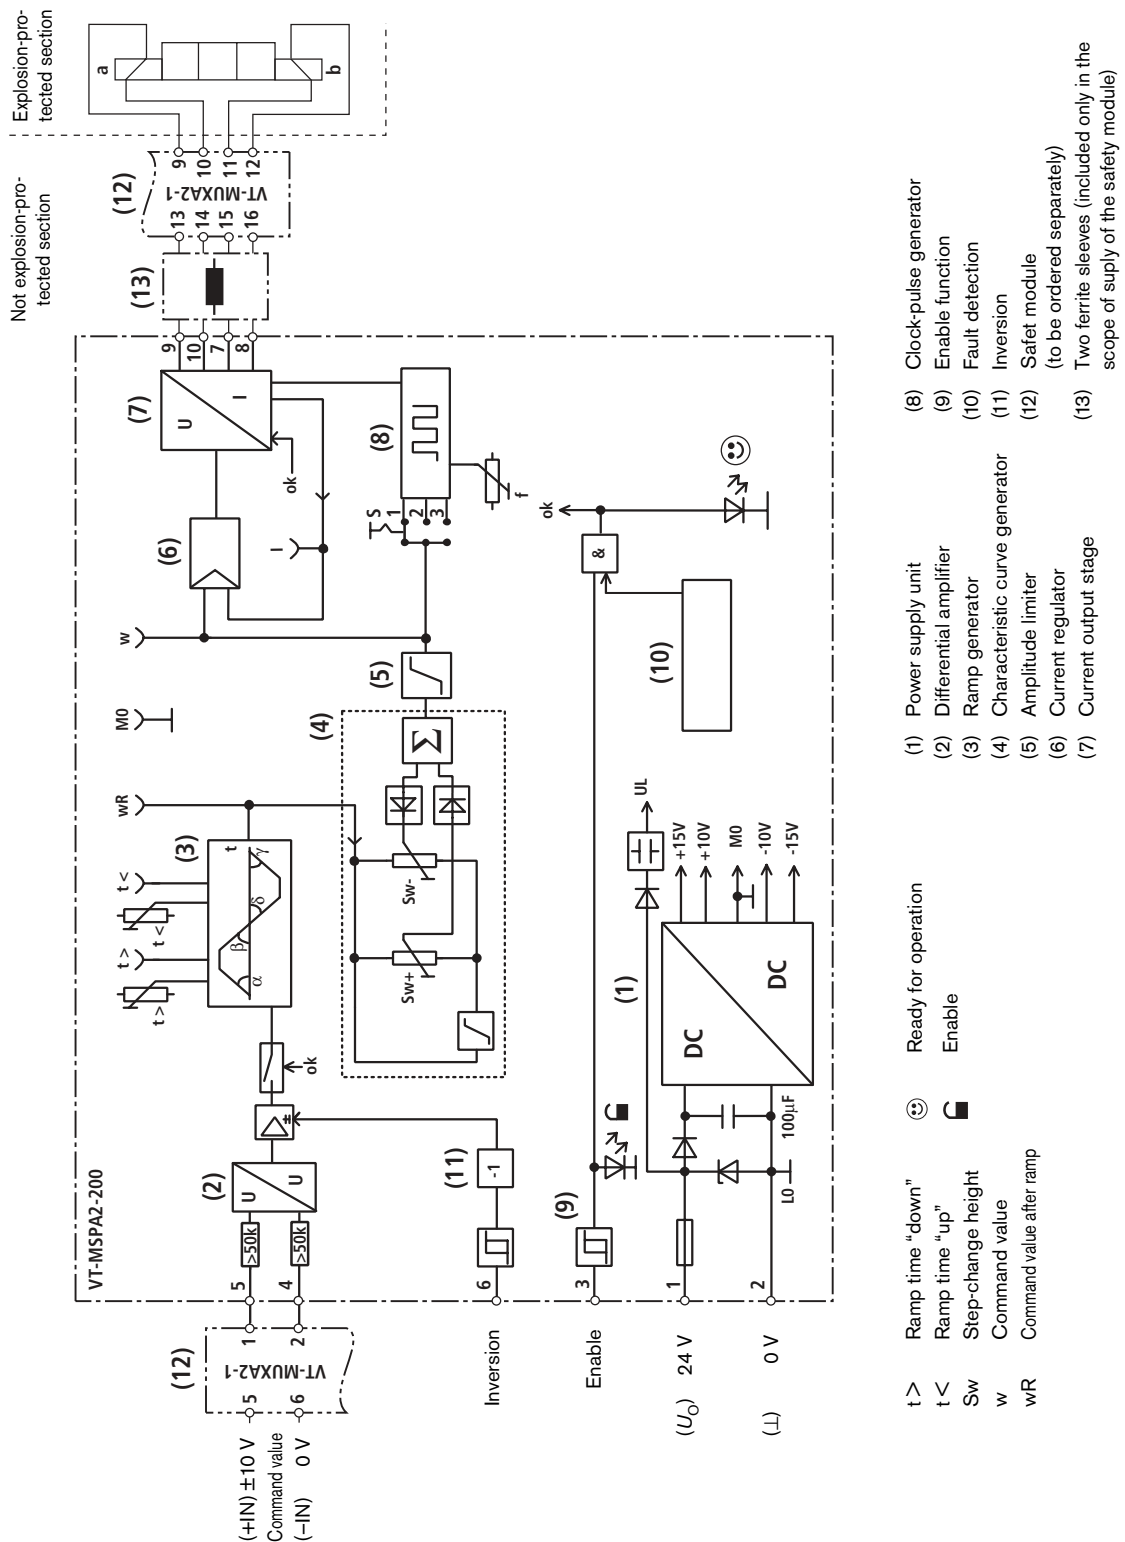 Not explosion-pro-
tected section
Explosion-pro-
tected section
VT-MSPA2-200
(12)
VT-MUXA2-1
(+IN) ±10 V
Command value
(–IN) 0 V
5
6
1
2
5
4
>50k
>50k
(2)
U
U
ok
t >
t >
t <
t <
(3)
α
β
δ
γ
t
wR
M0
w
(4)
Sw+
Sw-
Σ
(5)
(6)
I
(7)
U
I
ok
(8)
S
1
2
3
f
9
10
7
8
(13)
(12)
VT-MUXA2-1
13
14
15
16
9
10
11
12
a
b
Inversion
6
(11)
-1
Enable
3
(9)
&
ok
(10)
(U_O) 24 V
1
(⊥) 0 V
2
L0
100µF
(1)
DC
DC
UL
+15V
+10V
M0
-10V
-15V
t > Ramp time “down”
t < Ramp time “up”
Sw Step-change height
w Command value
wR Command value after ramp
Ready for operation
Enable
(1) Power supply unit
(2) Differential amplifier
(3) Ramp generator
(4) Characteristic curve generator
(5) Amplitude limiter
(6) Current regulator
(7) Current output stage
(8) Clock-pulse generator
(9) Enable function
(10) Fault detection
(11) Inversion
(12) Safet module
(to be ordered separately)
(13) Two ferrite sleeves (included only in the
scope of suply of the safety module)